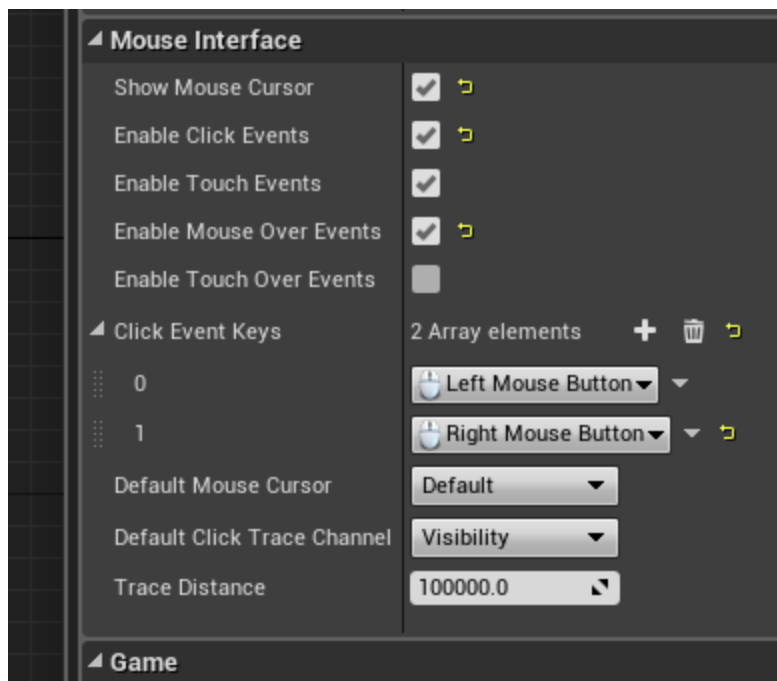 Mouse Interface
Show Mouse Cursor
Enable Click Events
Enable Touch Events
Enable Mouse Over Events
Enable Touch Over Events
Click Event Keys 2 Array elements
0 Left Mouse Button
1 Right Mouse Button
Default Mouse Cursor Default
Default Click Trace Channel Visibility
Trace Distance 100000.0
Game